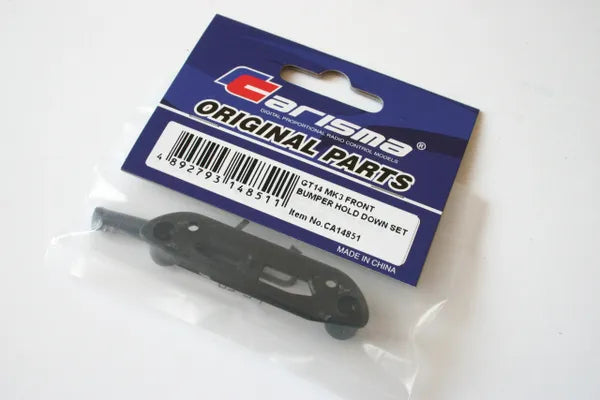 Carisma
DIGITAL PROPORTIONAL RADIO CONTROL MODELS
ORIGINAL PARTS
4 892793 148511
GT14 MK3 FRONT
BUMPER HOLD DOWN SET
Item No.CA14851
MADE IN CHINA